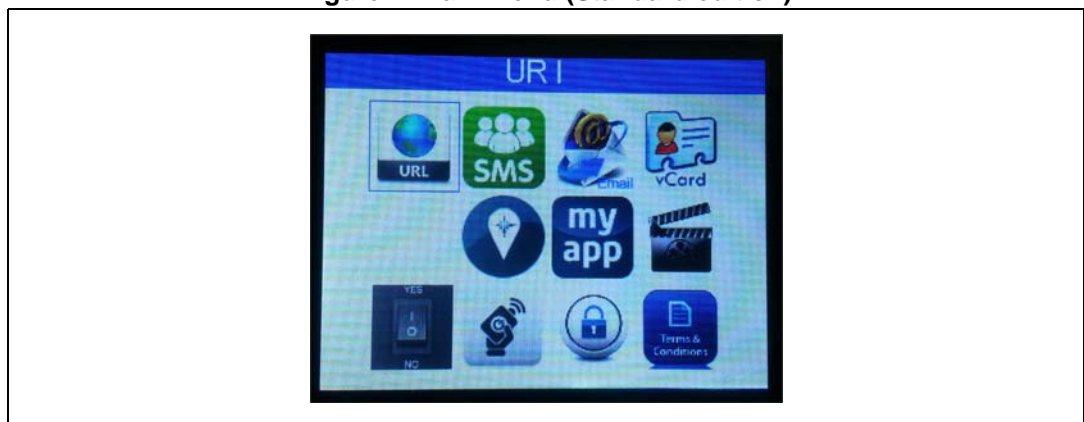 URI
URL
SMS
Email
vCard
my
app
YES
I
O
NO
Terms &
Conditions